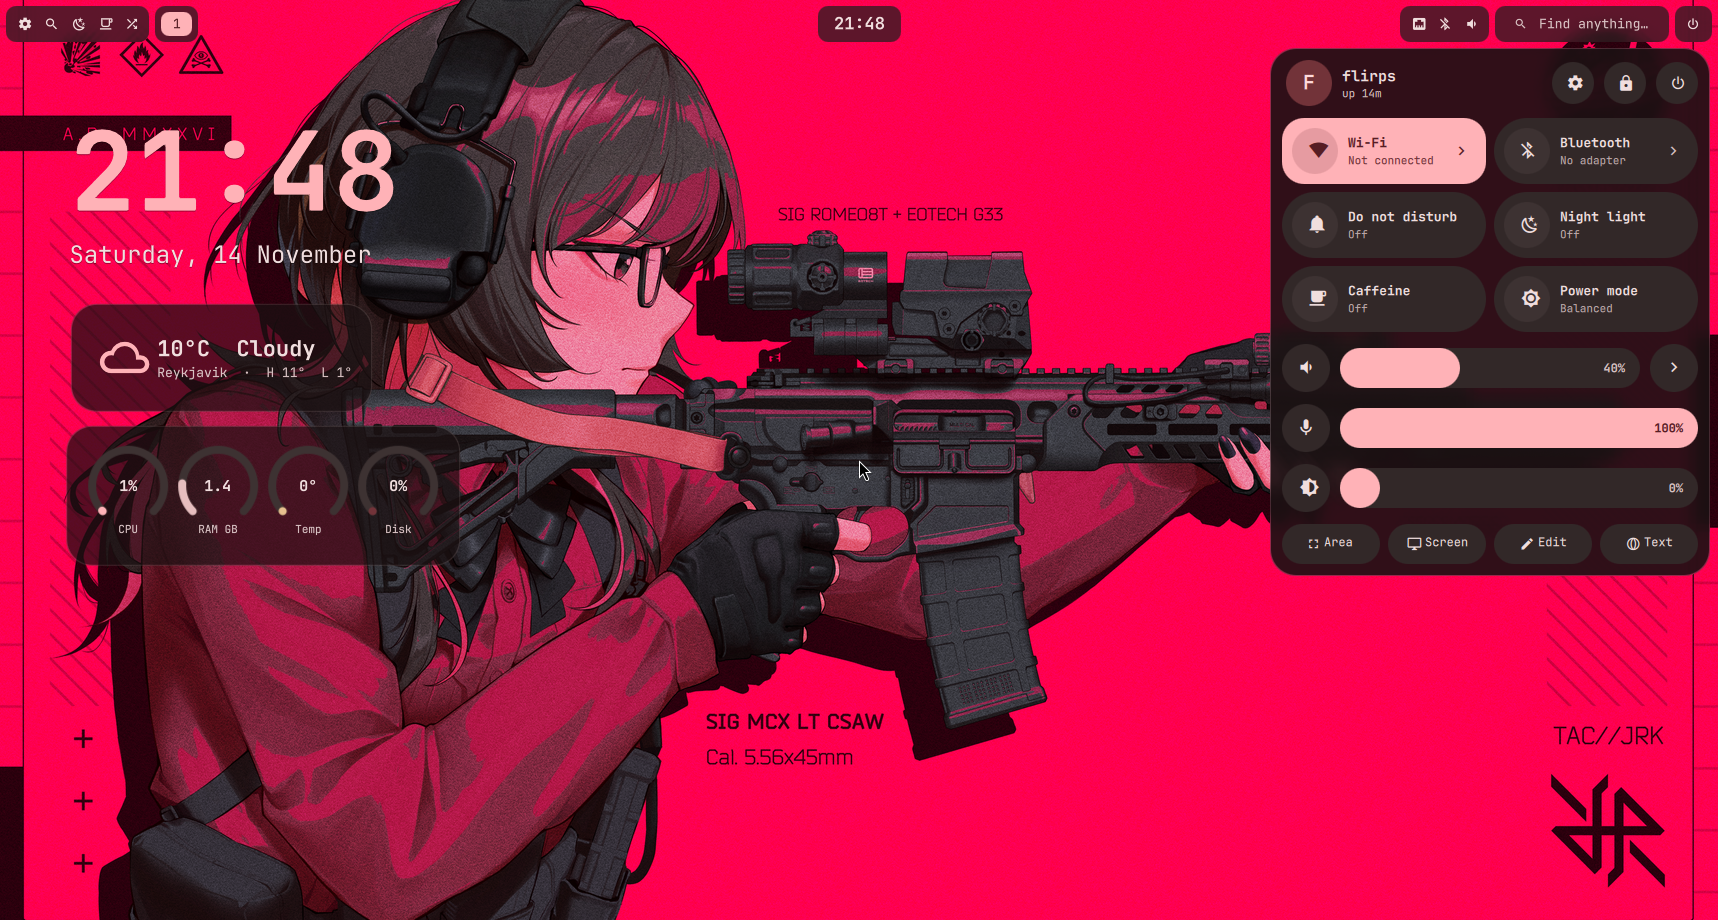 1
21:48
Find anything…
A.D. MMXXVI
21:48
Saturday, 14 November
10°C Cloudy
Reykjavik · H 11° L 1°
1%
1.4
0°
0%
CPU
RAM GB
Temp
Disk
SIG ROMEO8T + EOTECH G33
SIG MCX LT CSAW
Cal. 5.56x45mm
F
flirps
up 14m
Wi-Fi
Not connected
Bluetooth
No adapter
Do not disturb
Off
Night light
Off
Caffeine
Off
Power mode
Balanced
40%
100%
0%
Area
Screen
Edit
Text
TAC//JRK